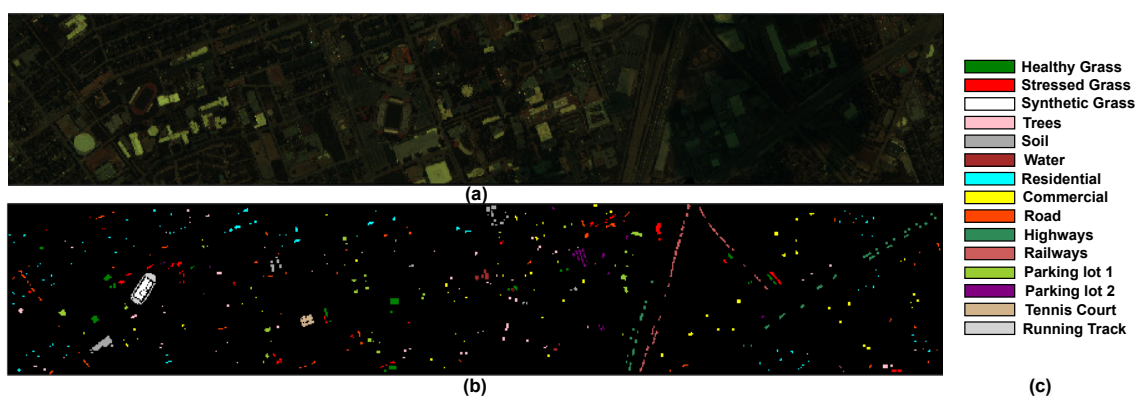 (a)
(b)
Healthy Grass
Stressed Grass
Synthetic Grass
Trees
Soil
Water
Residential
Commercial
Road
Highways
Railways
Parking lot 1
Parking lot 2
Tennis Court
Running Track
(c)